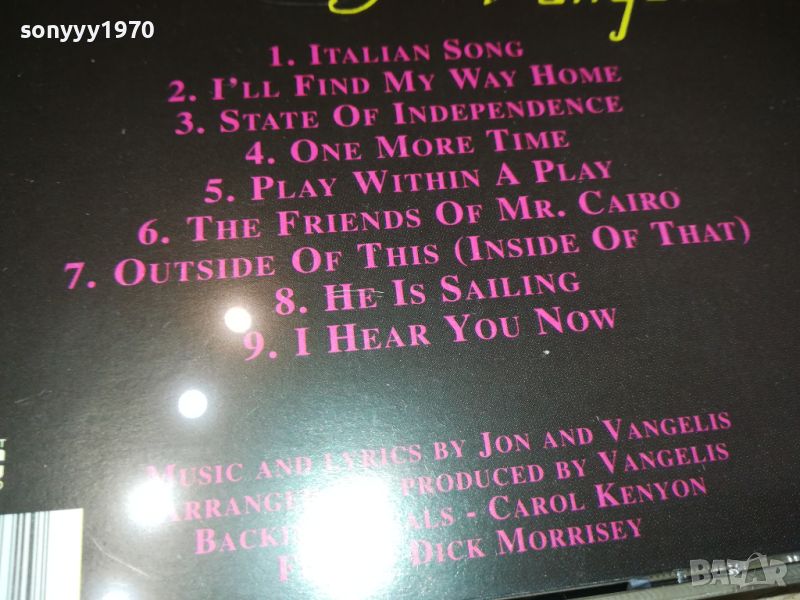 sonyyy1970
1. ITALIAN SONG
2. I'LL FIND MY WAY HOME
3. STATE OF INDEPENDENCE
4. ONE MORE TIME
5. PLAY WITHIN A PLAY
6. THE FRIENDS OF MR. CAIRO
7. OUTSIDE OF THIS (INSIDE OF THAT)
8. HE IS SAILING
9. I HEAR YOU NOW
MUSIC AND LYRICS BY JON AND VANGELIS
PRODUCED BY VANGELIS
- CAROL KENYON
DICK MORRISEY
BAZAR